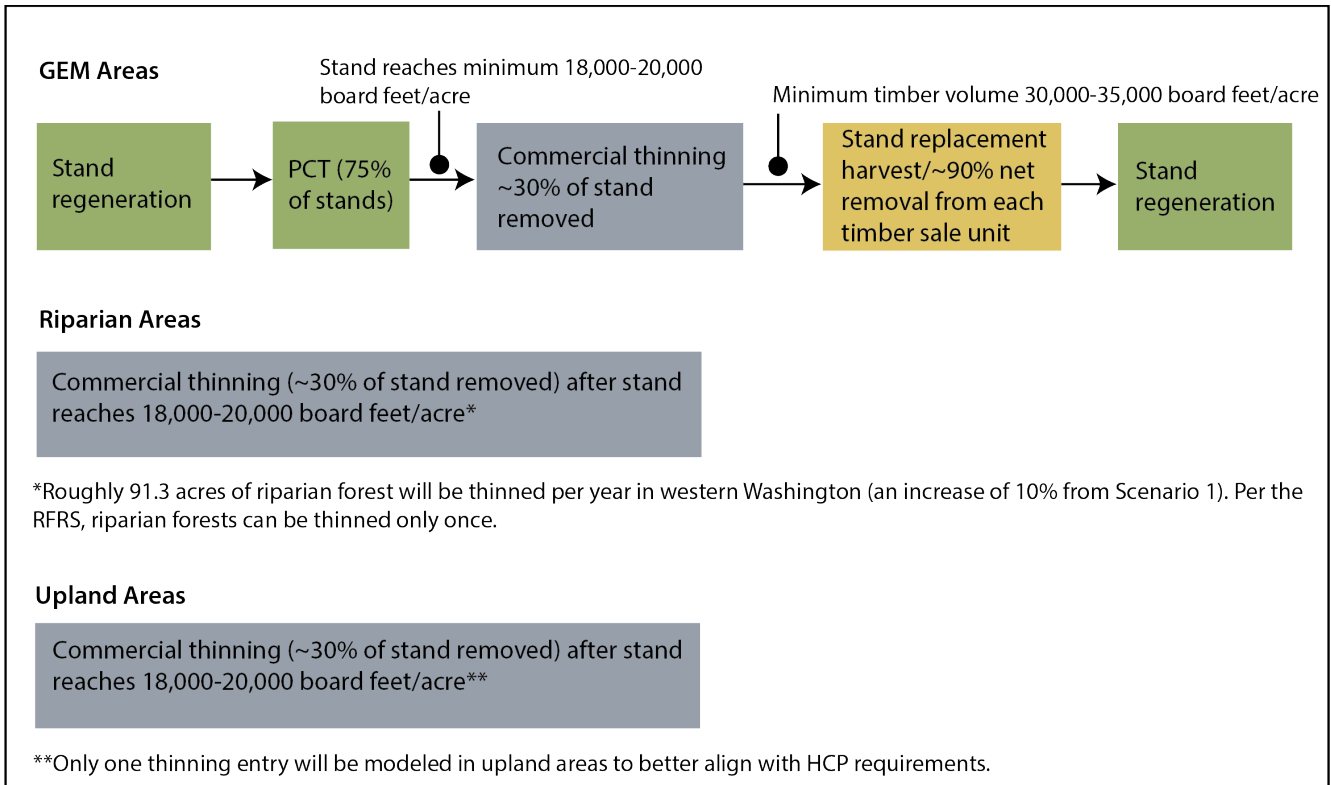 GEM Areas
Stand reaches minimum 18,000-20,000
board feet/acre
Minimum timber volume 30,000-35,000 board feet/acre
Stand
regeneration
PCT (75%
of stands)
Commercial thinning
~30% of stand
removed
Stand replacement
harvest/~90% net
removal from each
timber sale unit
Stand
regeneration
Riparian Areas
Commercial thinning (~30% of stand removed) after stand
reaches 18,000-20,000 board feet/acre*
*Roughly 91.3 acres of riparian forest will be thinned per year in western Washington (an increase of 10% from Scenario 1). Per the
RFRS, riparian forests can be thinned only once.
Upland Areas
Commercial thinning (~30% of stand removed) after stand
reaches 18,000-20,000 board feet/acre**
**Only one thinning entry will be modeled in upland areas to better align with HCP requirements.